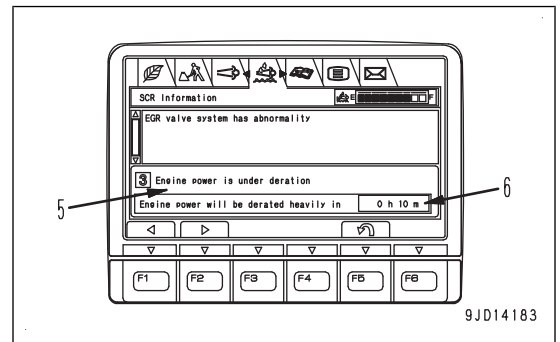 SCR Information
E F
EGR valve system has abnormality
3 Engine power is under deration
Engine power will be derated heavily in 0 h 10 m
5
6
F1 F2 F3 F4 F5 F6
9JD14183